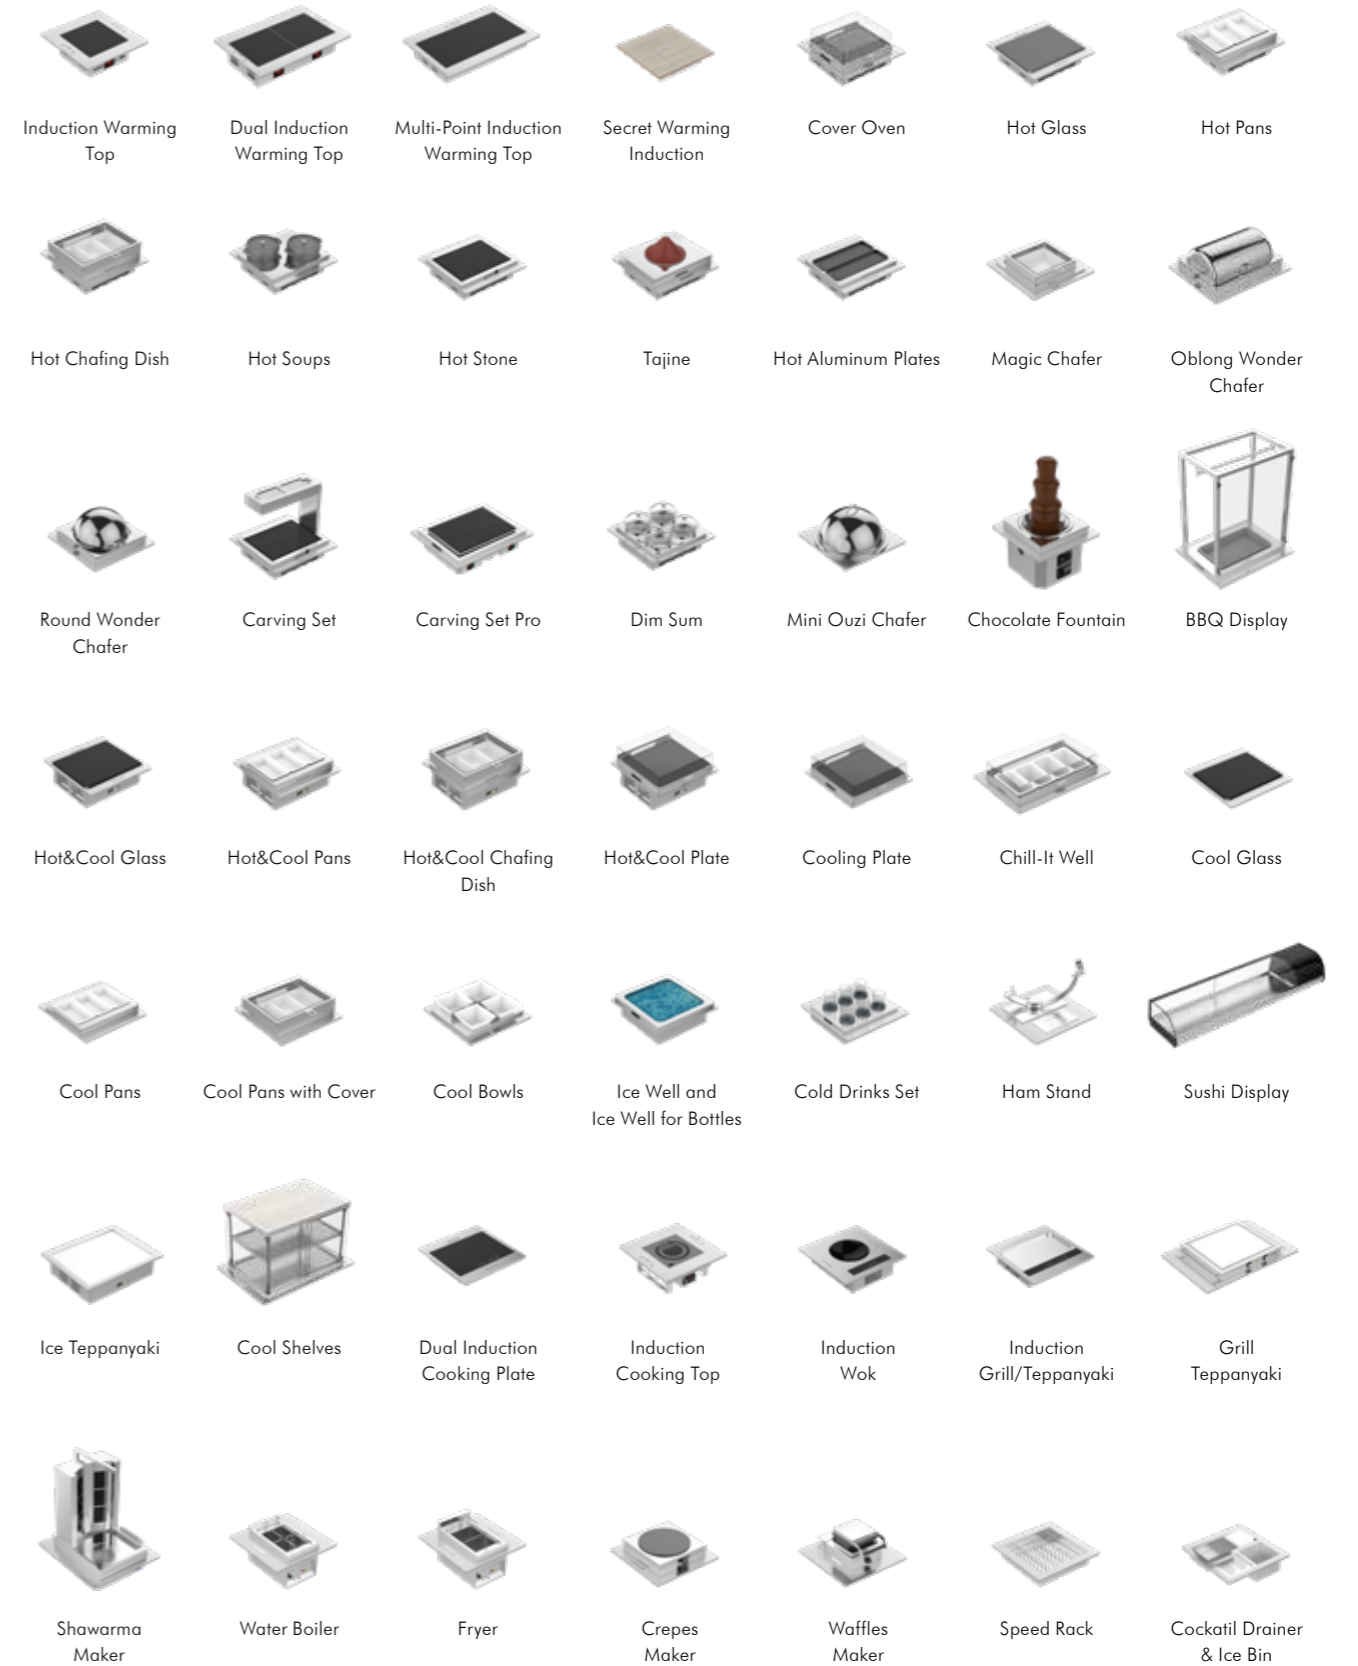 Induction Warming
Top
Dual Induction
Warming Top
Multi-Point Induction
Warming Top
Secret Warming
Induction
Cover Oven
Hot Glass
Hot Pans
Hot Chafing Dish
Hot Soups
Hot Stone
Tajine
Hot Aluminum Plates
Magic Chafer
Oblong Wonder
Chafer
Round Wonder
Chafer
Carving Set
Carving Set Pro
Dim Sum
Mini Ouzi Chafer
Chocolate Fountain
BBQ Display
Hot&Cool Glass
Hot&Cool Pans
Hot&Cool Chafing
Dish
Hot&Cool Plate
Cooling Plate
Chill-It Well
Cool Glass
Cool Pans
Cool Pans with Cover
Cool Bowls
Ice Well and
Ice Well for Bottles
Cold Drinks Set
Ham Stand
Sushi Display
Ice Teppanyaki
Cool Shelves
Dual Induction
Cooking Plate
Induction
Cooking Top
Induction
Wok
Induction
Grill/Teppanyaki
Grill
Teppanyaki
Shawarma
Maker
Water Boiler
Fryer
Crepes
Maker
Waffles
Maker
Speed Rack
Cockatil Drainer
& Ice Bin